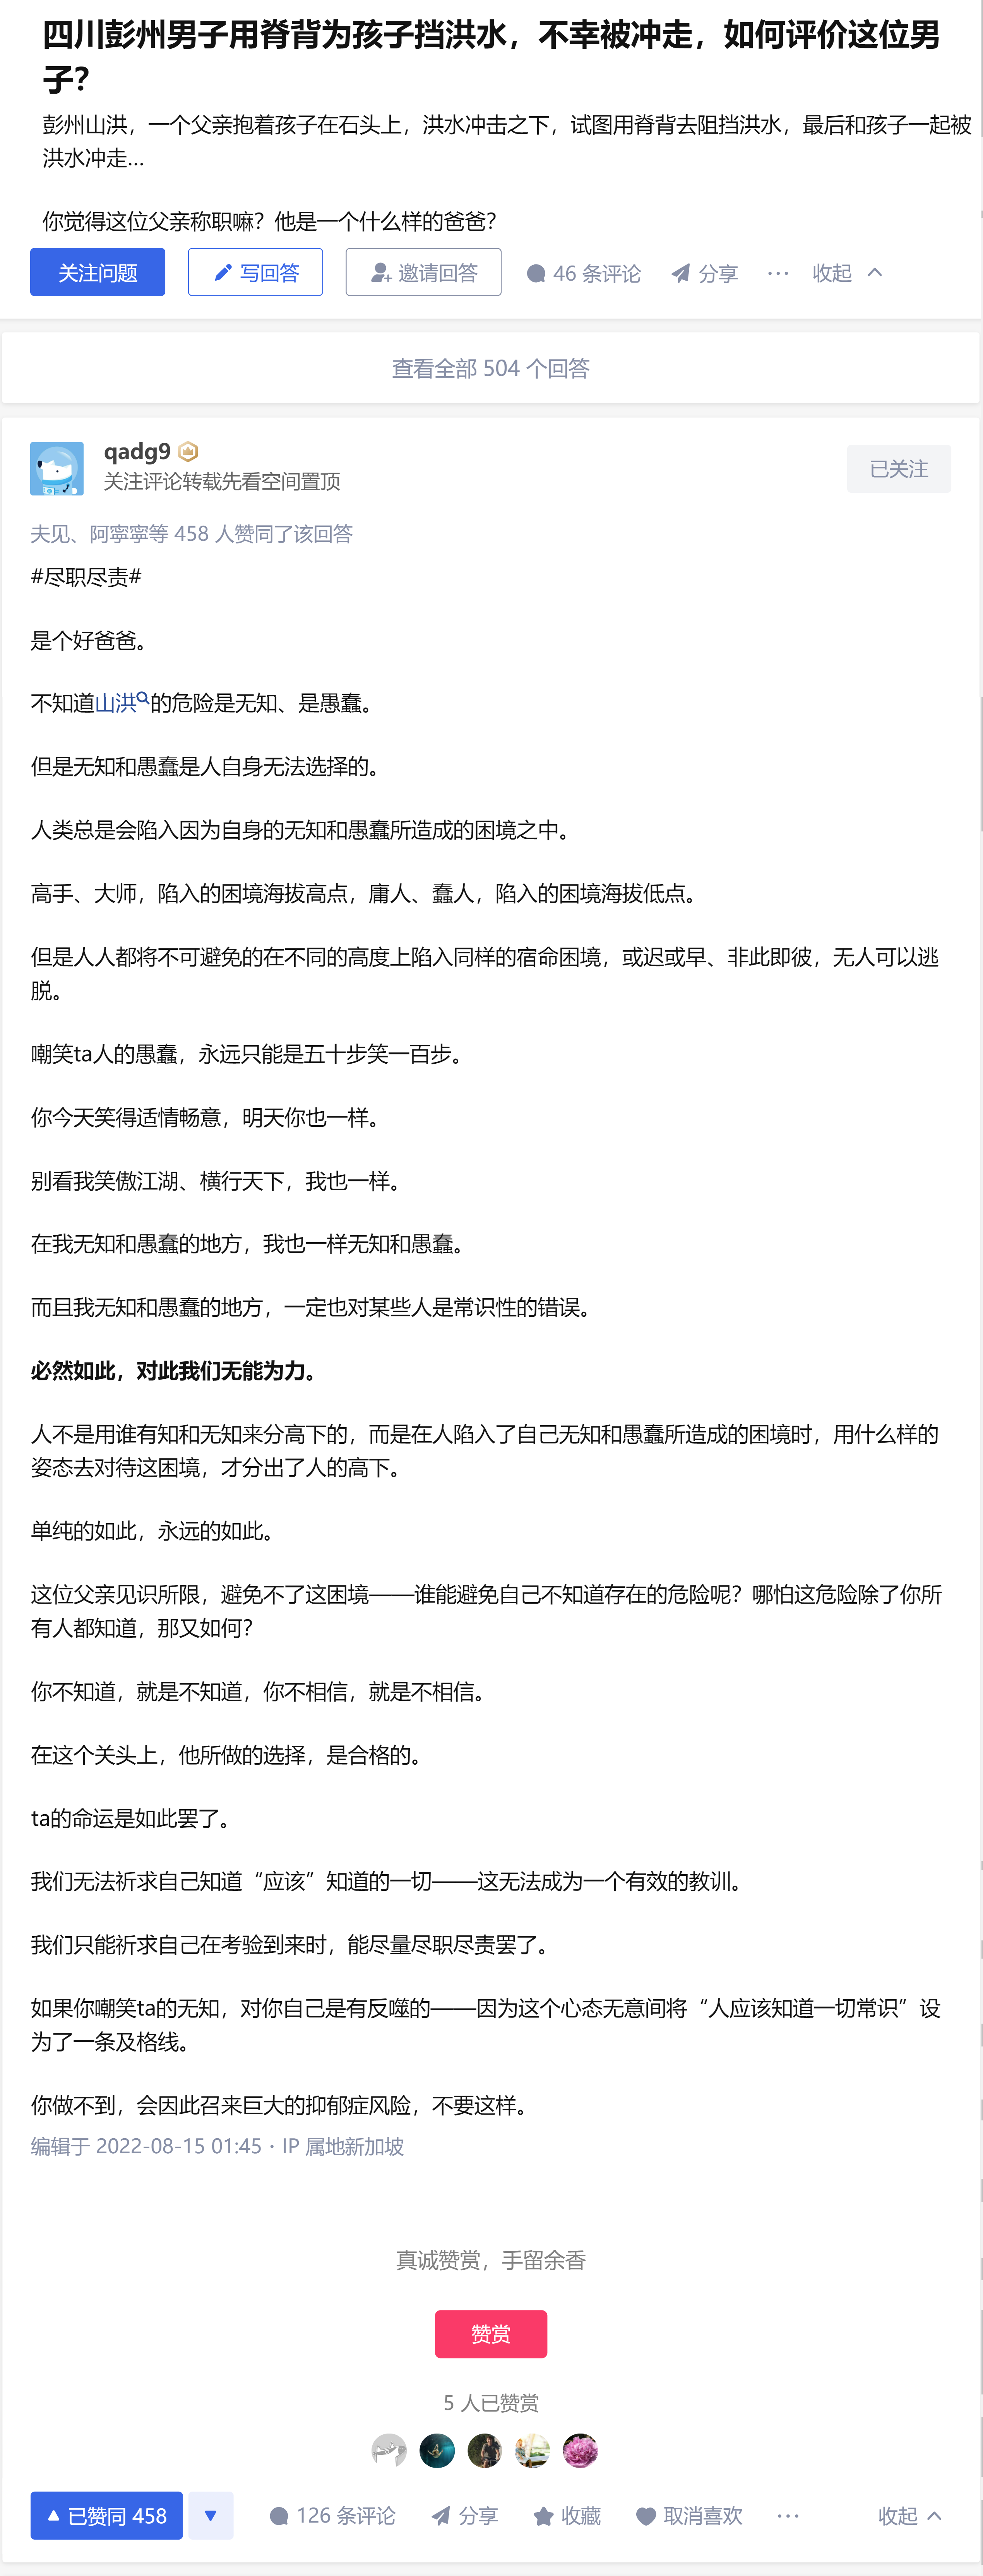 四川彭州男子用脊背为孩子挡洪水，不幸被冲走，如何评价这位男
子？
彭州山洪，一个父亲抱着孩子在石头上，洪水冲击之下，试图用脊背去阻挡洪水，最后和孩子一起被
洪水冲走...
你觉得这位父亲称职嘛？他是一个什么样的爸爸？
关注问题 写回答 邀请回答 46 条评论 分享 ··· 收起
查看全部 504 个回答
qadg9
关注评论转载先看空间置顶
已关注
夫见、阿寧寧等 458 人赞同了该回答
#尽职尽责#
是个好爸爸。
不知道山洪的危险是无知、是愚蠢。
但是无知和愚蠢是人自身无法选择的。
人类总是会陷入因为自身的无知和愚蠢所造成的困境之中。
高手、大师，陷入的困境海拔高点，庸人、蠢人，陷入的困境海拔低点。
但是人人都将不可避免的在不同的高度上陷入同样的宿命困境，或迟或早、非此即彼，无人可以逃
脱。
嘲笑ta人的愚蠢，永远只能是五十步笑一百步。
你今天笑得适情畅意，明天你也一样。
别看我笑傲江湖、横行天下，我也一样。
在我无知和愚蠢的地方，我也一样无知和愚蠢。
而且我无知和愚蠢的地方，一定也对某些人是常识性的错误。
必然如此，对此我们无能为力。
人不是用谁有知和无知来分高下的，而是在人陷入了自己无知和愚蠢所造成的困境时，用什么样的
姿态去对待这困境，才分出了人的高下。
单纯的如此，永远的如此。
这位父亲见识所限，避免不了这困境——谁能避免自己不知道存在的危险呢？哪怕这危险除了你所
有人都知道，那又如何？
你不知道，就是不知道，你不相信，就是不相信。
在这个关头上，他所做的选择，是合格的。
ta的命运是如此罢了。
我们无法祈求自己知道“应该”知道的一切——这无法成为一个有效的教训。
我们只能祈求自己在考验到来时，能尽量尽职尽责罢了。
如果你嘲笑ta的无知，对你自己是有反噬的——因为这个心态无意间将“人应该知道一切常识”设
为了一条及格线。
你做不到，会因此召来巨大的抑郁症风险，不要这样。
编辑于 2022-08-15 01:45 · IP 属地新加坡
真诚赞赏，手留余香
赞赏
5 人已赞赏
已赞同 458 126 条评论 分享 收藏 取消喜欢 ··· 收起